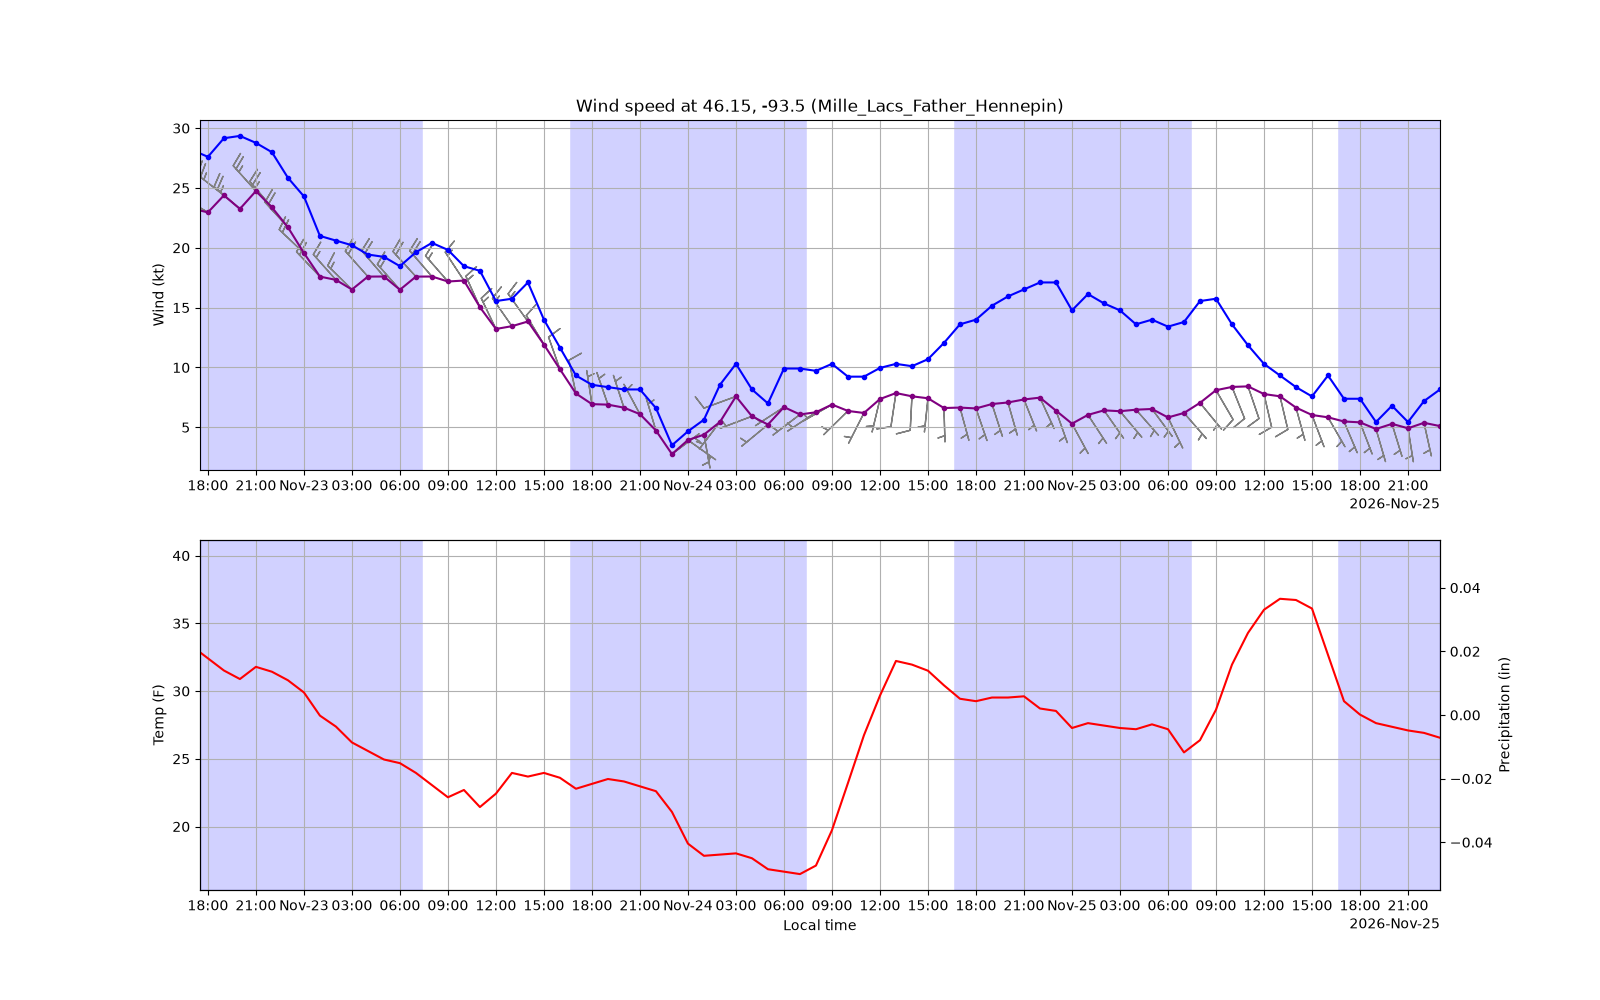 Wind speed at 46.15, -93.5 (Mille_Lacs_Father_Hennepin)
30
25
20
15
10
5
Wind (kt)
18:00 21:00 Nov-23 03:00 06:00 09:00 12:00 15:00 18:00 21:00 Nov-24 03:00 06:00 09:00 12:00 15:00 18:00 21:00 Nov-25 03:00 06:00 09:00 12:00 15:00 18:00 21:00
2026-Nov-25
40
35
30
25
20
Temp (F)
0.04
0.02
0.00
−0.02
−0.04
Precipitation (in)
18:00 21:00 Nov-23 03:00 06:00 09:00 12:00 15:00 18:00 21:00 Nov-24 03:00 06:00 09:00 12:00 15:00 18:00 21:00 Nov-25 03:00 06:00 09:00 12:00 15:00 18:00 21:00
Local time
2026-Nov-25